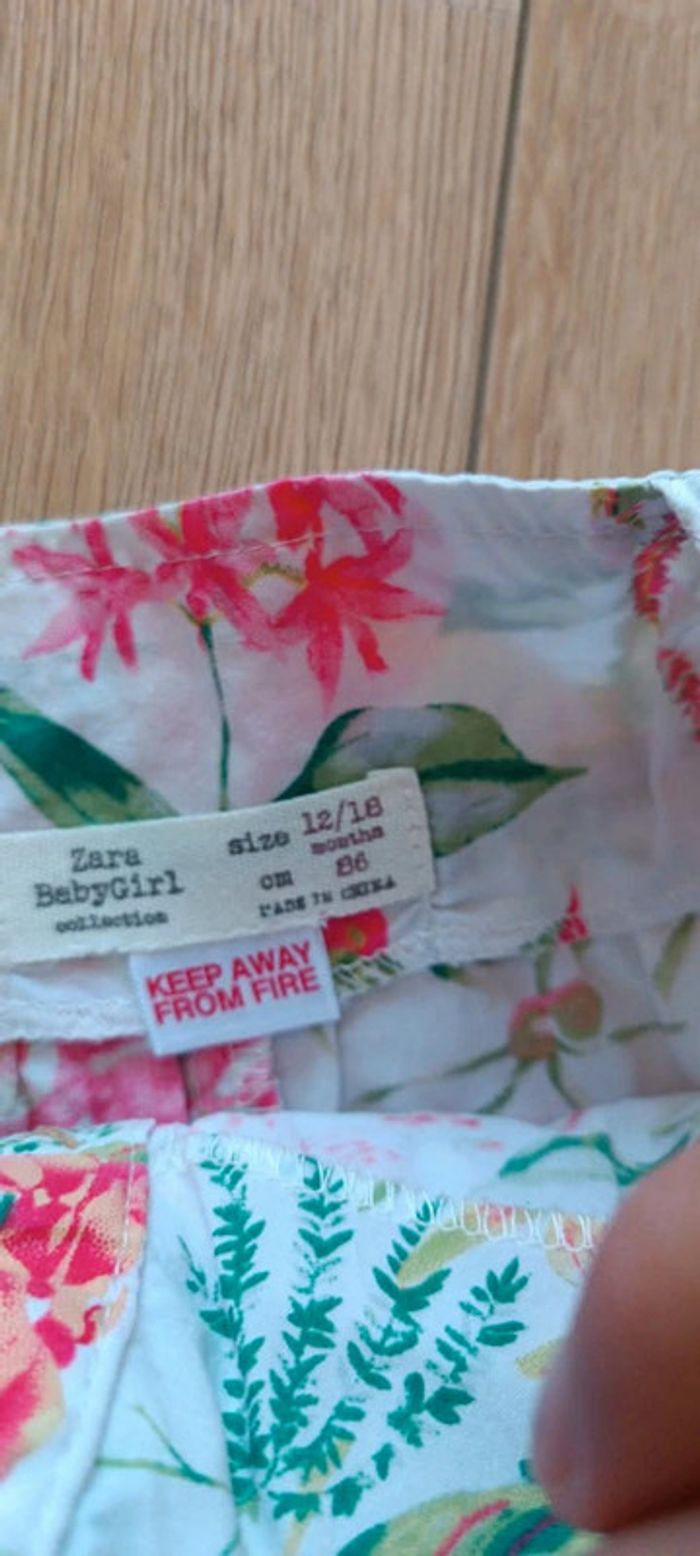 Zara
BabyGirl
collection
size 12/18
months
cm 86
MADE IN CHINA
KEEP AWAY
FROM FIRE